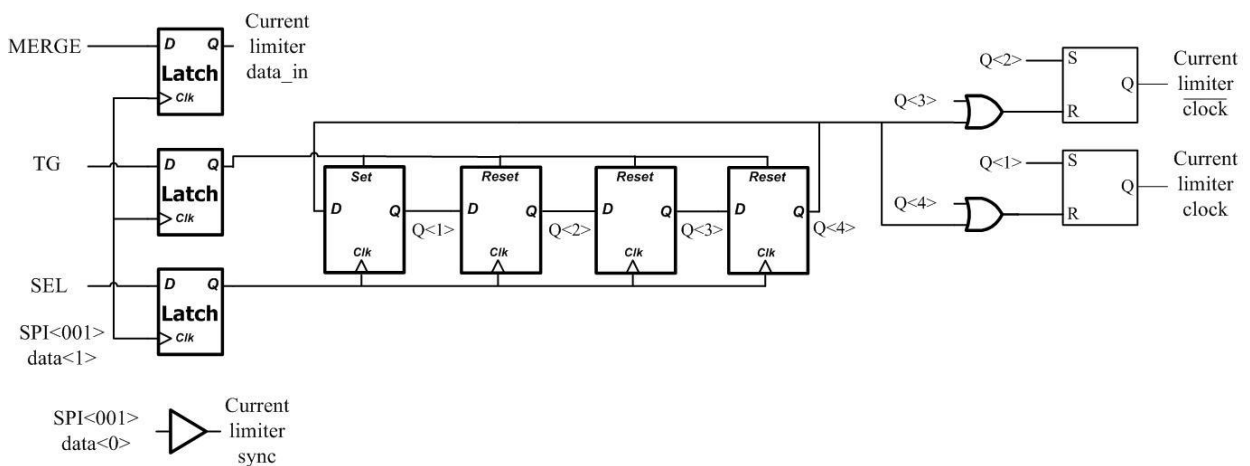 MERGE
D Q
Latch
Clk
Current
limiter
data_in
TG
D Q
Latch
Clk
SEL
D Q
Latch
Clk
SPI<001>
data<1>
Set
D Q
Clk
Q<1>
Reset
D Q
Clk
Q<2>
Reset
D Q
Clk
Q<3>
Reset
D Q
Clk
Q<4>
Q<2>
Q<3>
S
Q
R
Current
limiter
clock
Q<1>
Q<4>
S
Q
R
Current
limiter
clock
SPI<001>
data<0>
Current
limiter
sync